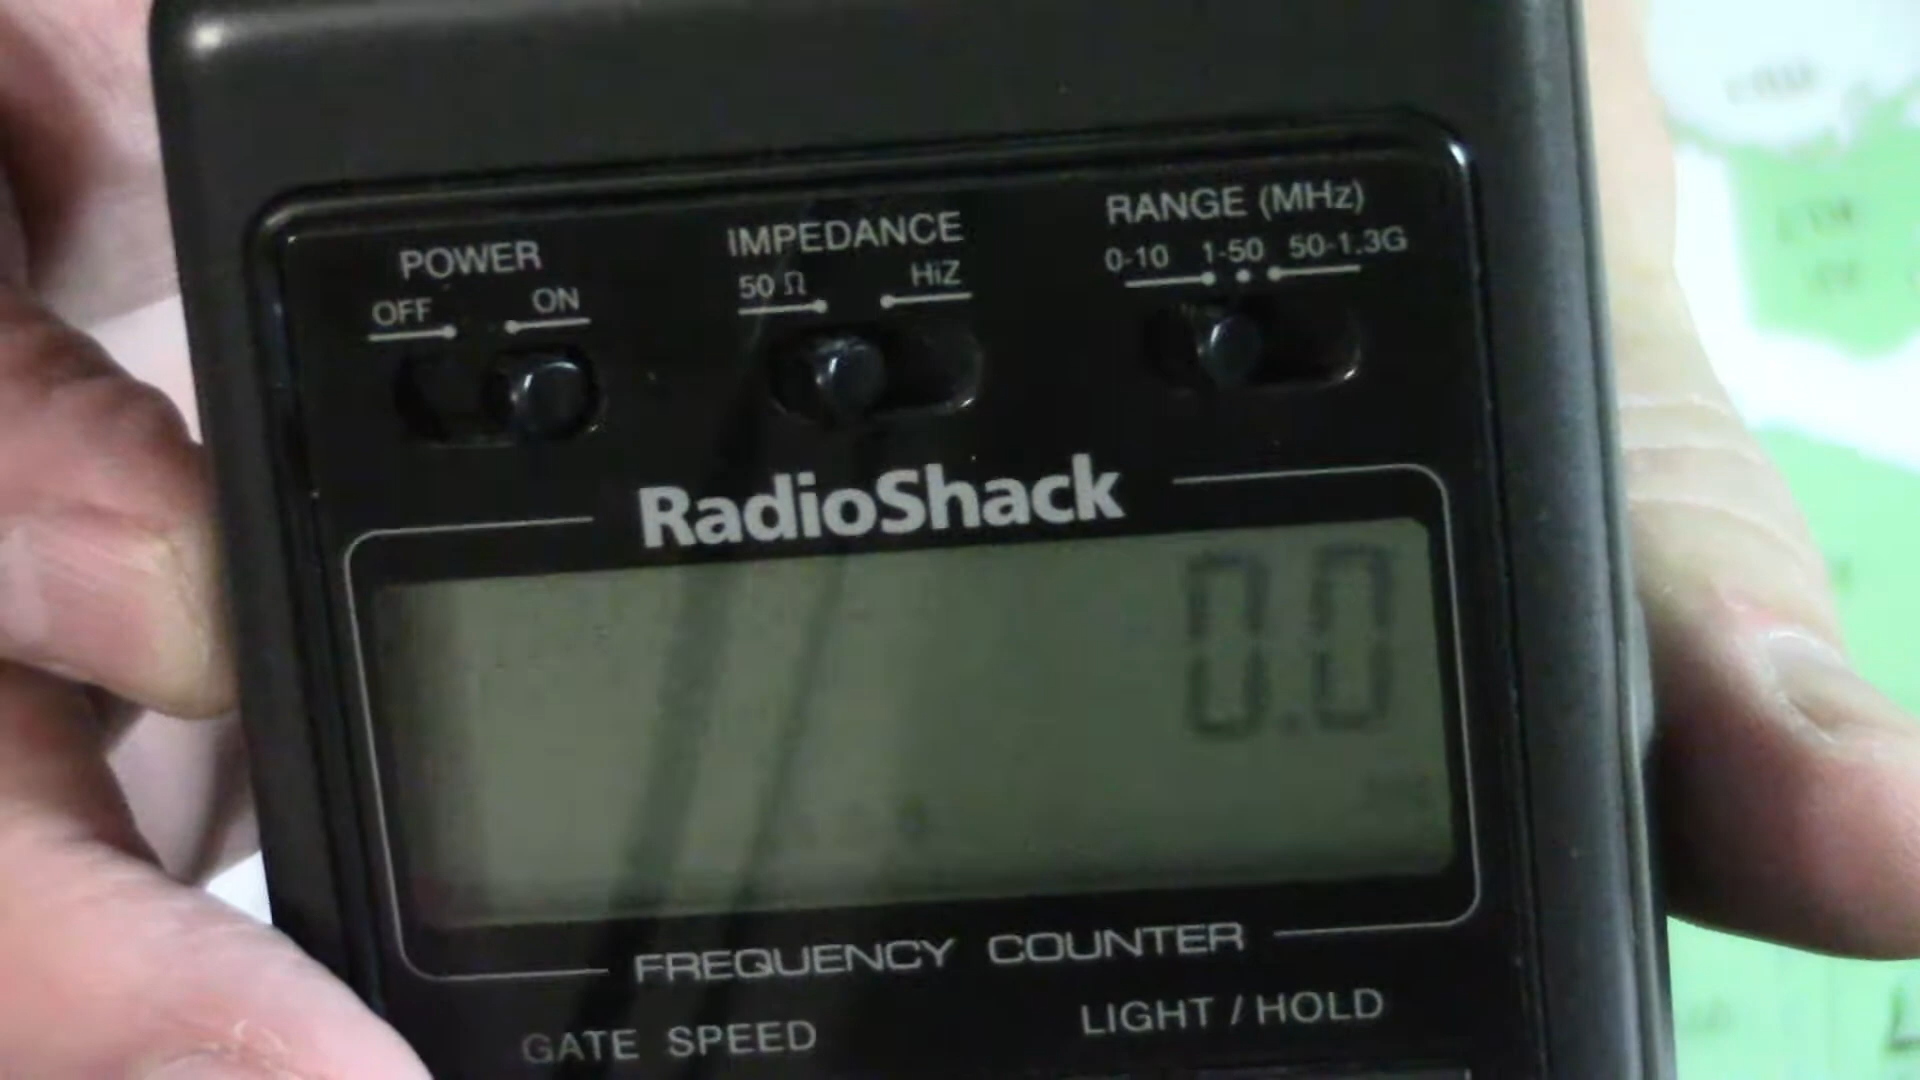 POWER
OFF ON
IMPEDANCE
50 Ω HiZ
RANGE (MHz)
0-10 1-50 50-1.3G
RadioShack
0.0
FREQUENCY COUNTER
GATE SPEED
LIGHT / HOLD